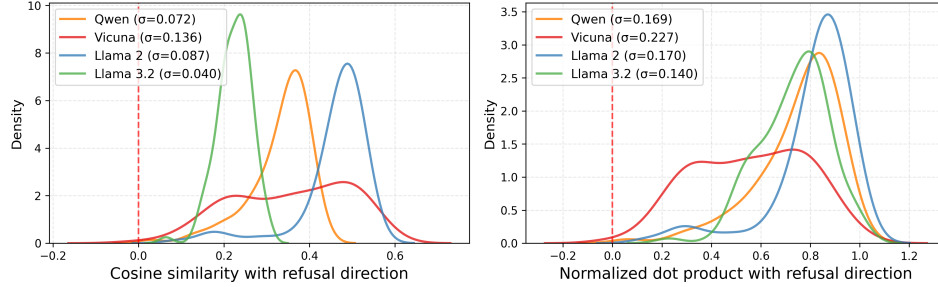 10
8
6
4
2
0
Density
Qwen (σ=0.072)
Vicuna (σ=0.136)
Llama 2 (σ=0.087)
Llama 3.2 (σ=0.040)
−0.2
0.0
0.2
0.4
0.6
Cosine similarity with refusal direction
3.5
3.0
2.5
2.0
1.5
1.0
0.5
0.0
Density
Qwen (σ=0.169)
Vicuna (σ=0.227)
Llama 2 (σ=0.170)
Llama 3.2 (σ=0.140)
−0.2
0.0
0.2
0.4
0.6
0.8
1.0
1.2
Normalized dot product with refusal direction